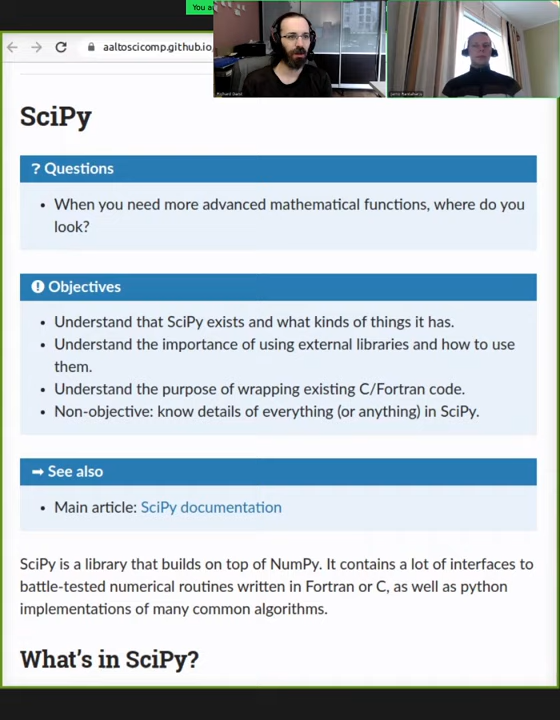 You a
aaltoscicomp.github.io
SciPy
? Questions
• When you need more advanced mathematical functions, where do you
look?
Objectives
• Understand that SciPy exists and what kinds of things it has.
• Understand the importance of using external libraries and how to use
them.
• Understand the purpose of wrapping existing C/Fortran code.
• Non-objective: know details of everything (or anything) in SciPy.
➡ See also
• Main article: SciPy documentation
SciPy is a library that builds on top of NumPy. It contains a lot of interfaces to
battle-tested numerical routines written in Fortran or C, as well as python
implementations of many common algorithms.
What's in SciPy?